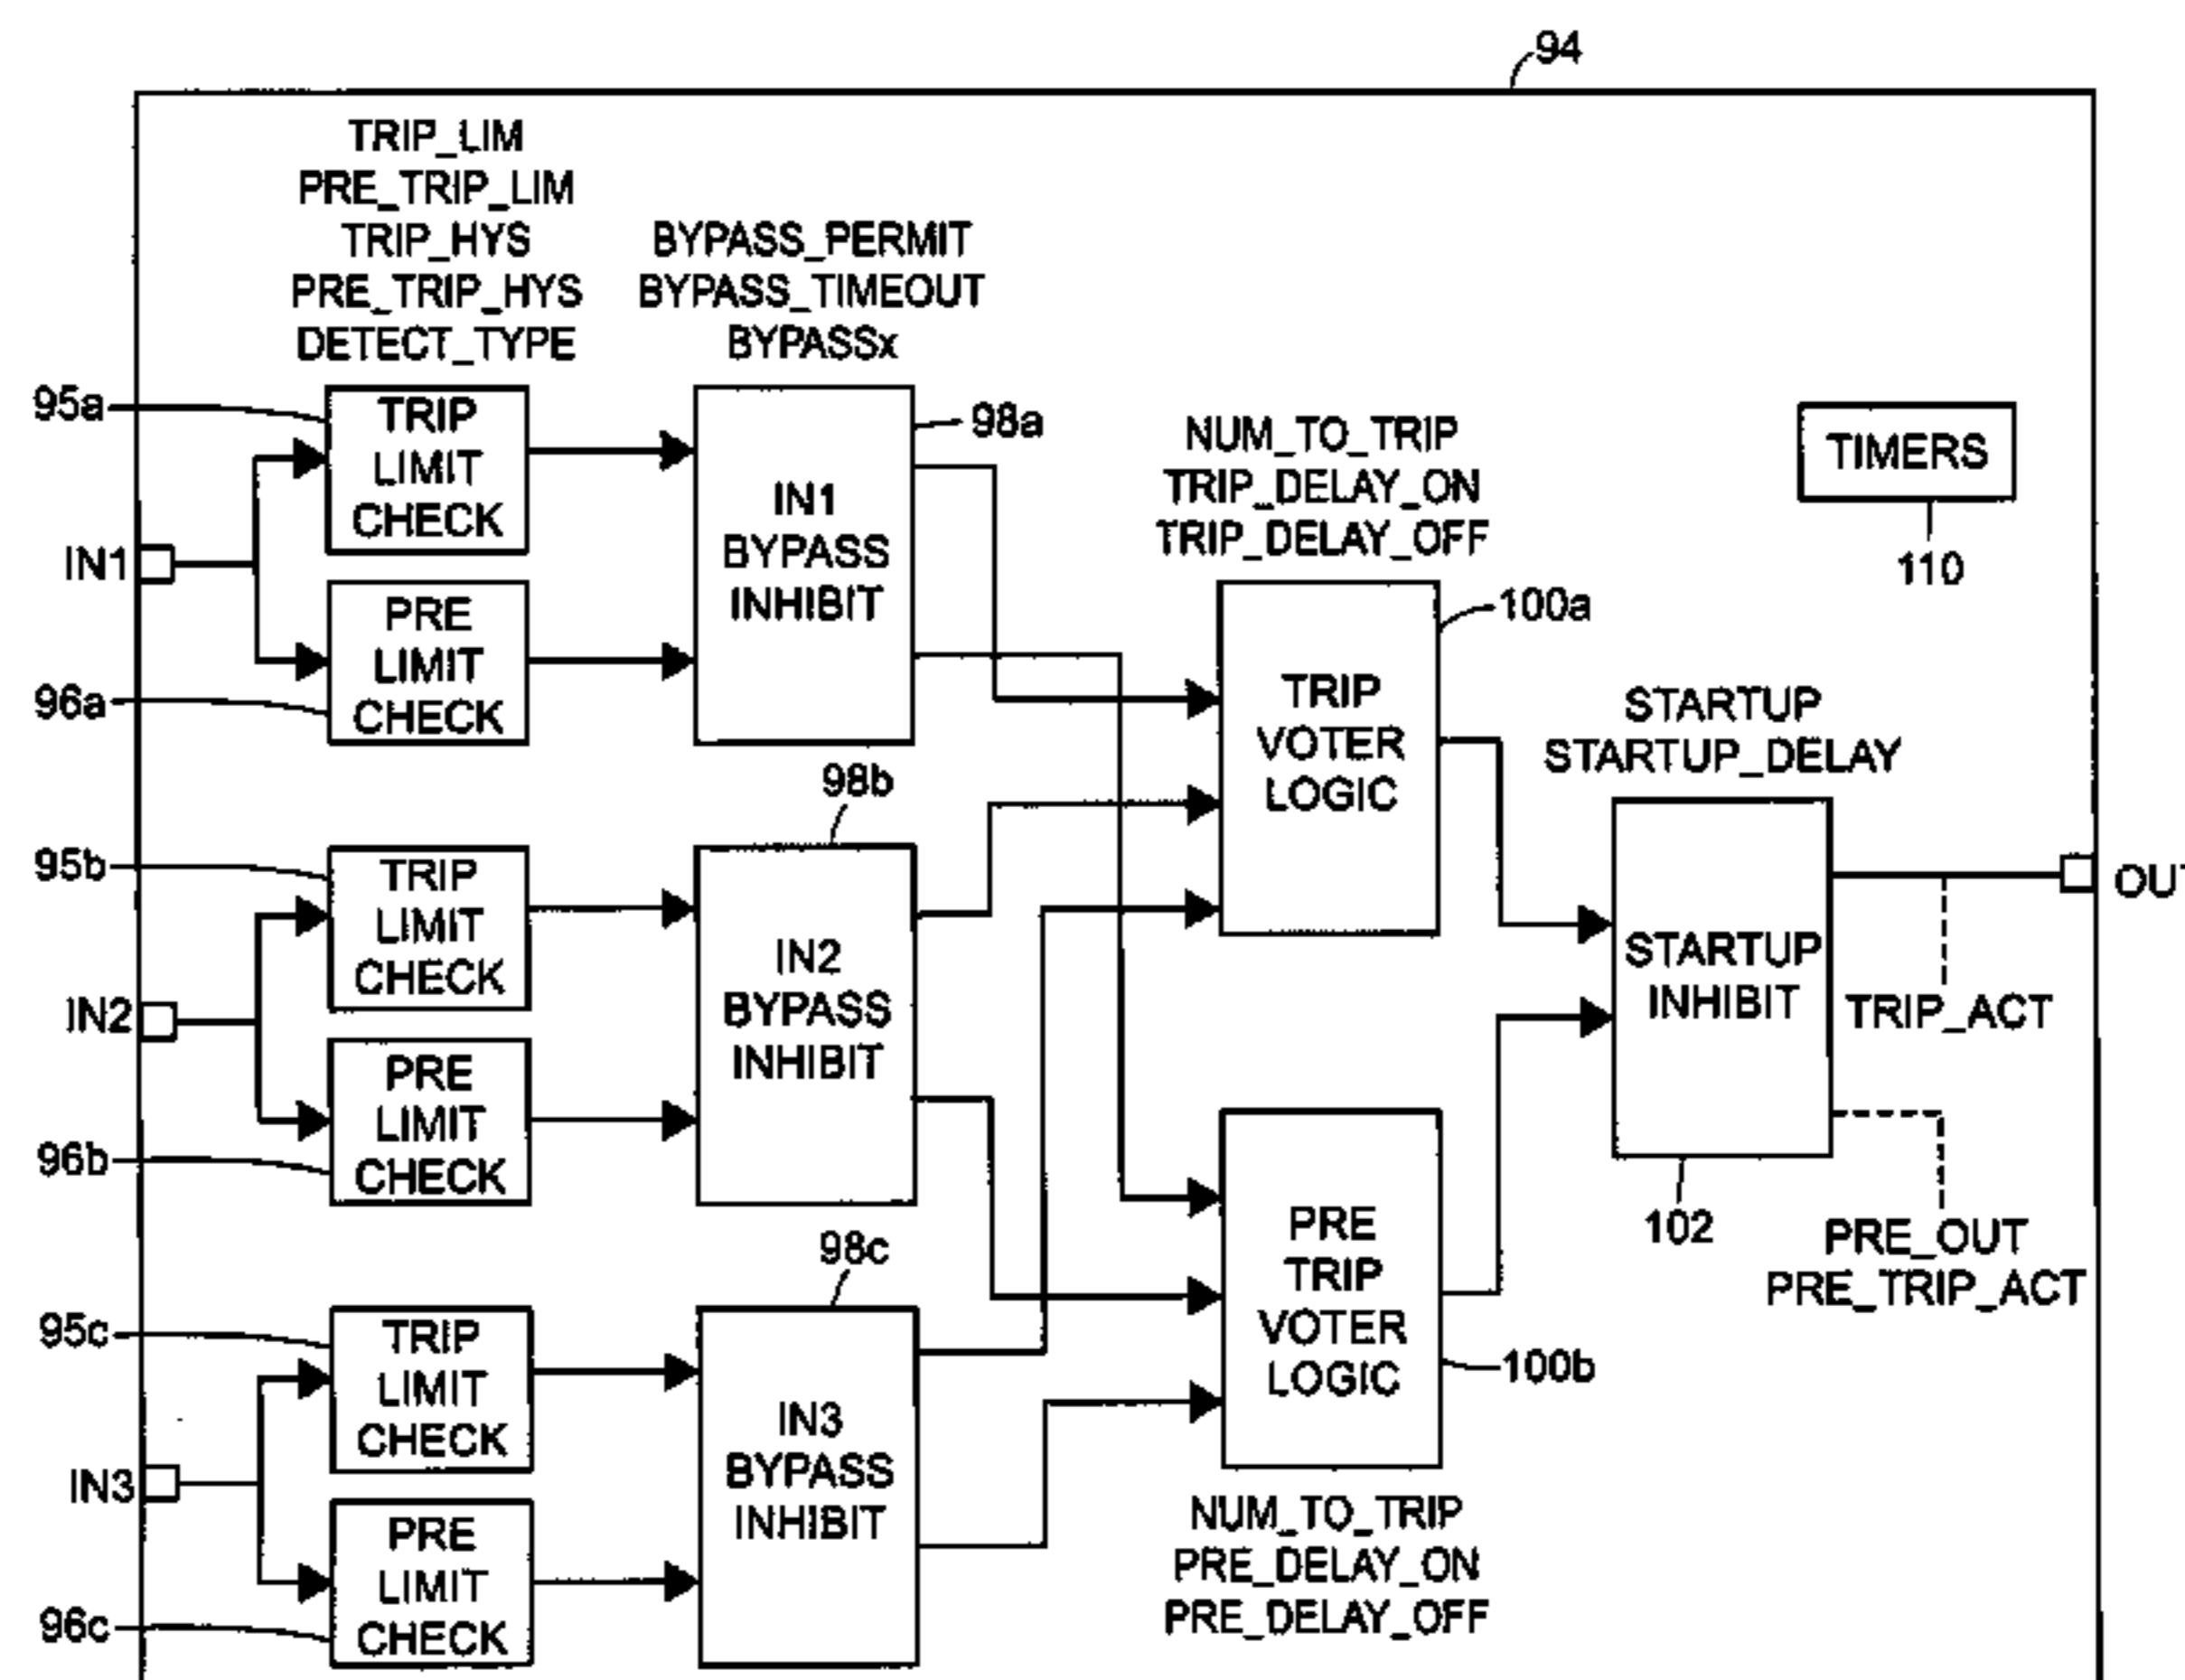 94
TRIP_LIM
PRE_TRIP_LIM
TRIP_HYS
PRE_TRIP_HYS
DETECT_TYPE
BYPASS_PERMIT
BYPASS_TIMEOUT
BYPASSx
95a
TRIP
LIMIT
CHECK
IN1
PRE
LIMIT
CHECK
96a
IN1
BYPASS
INHIBIT
98a
NUM_TO_TRIP
TRIP_DELAY_ON
TRIP_DELAY_OFF
TIMERS
110
100a
TRIP
VOTER
LOGIC
STARTUP
STARTUP_DELAY
98b
95b
TRIP
LIMIT
CHECK
IN2
PRE
LIMIT
CHECK
96b
IN2
BYPASS
INHIBIT
STARTUP
INHIBIT
OUT
TRIP_ACT
102
PRE_OUT
PRE_TRIP_ACT
PRE
TRIP
VOTER
LOGIC
100b
98c
95c
TRIP
LIMIT
CHECK
IN3
PRE
LIMIT
CHECK
96c
IN3
BYPASS
INHIBIT
NUM_TO_TRIP
PRE_DELAY_ON
PRE_DELAY_OFF